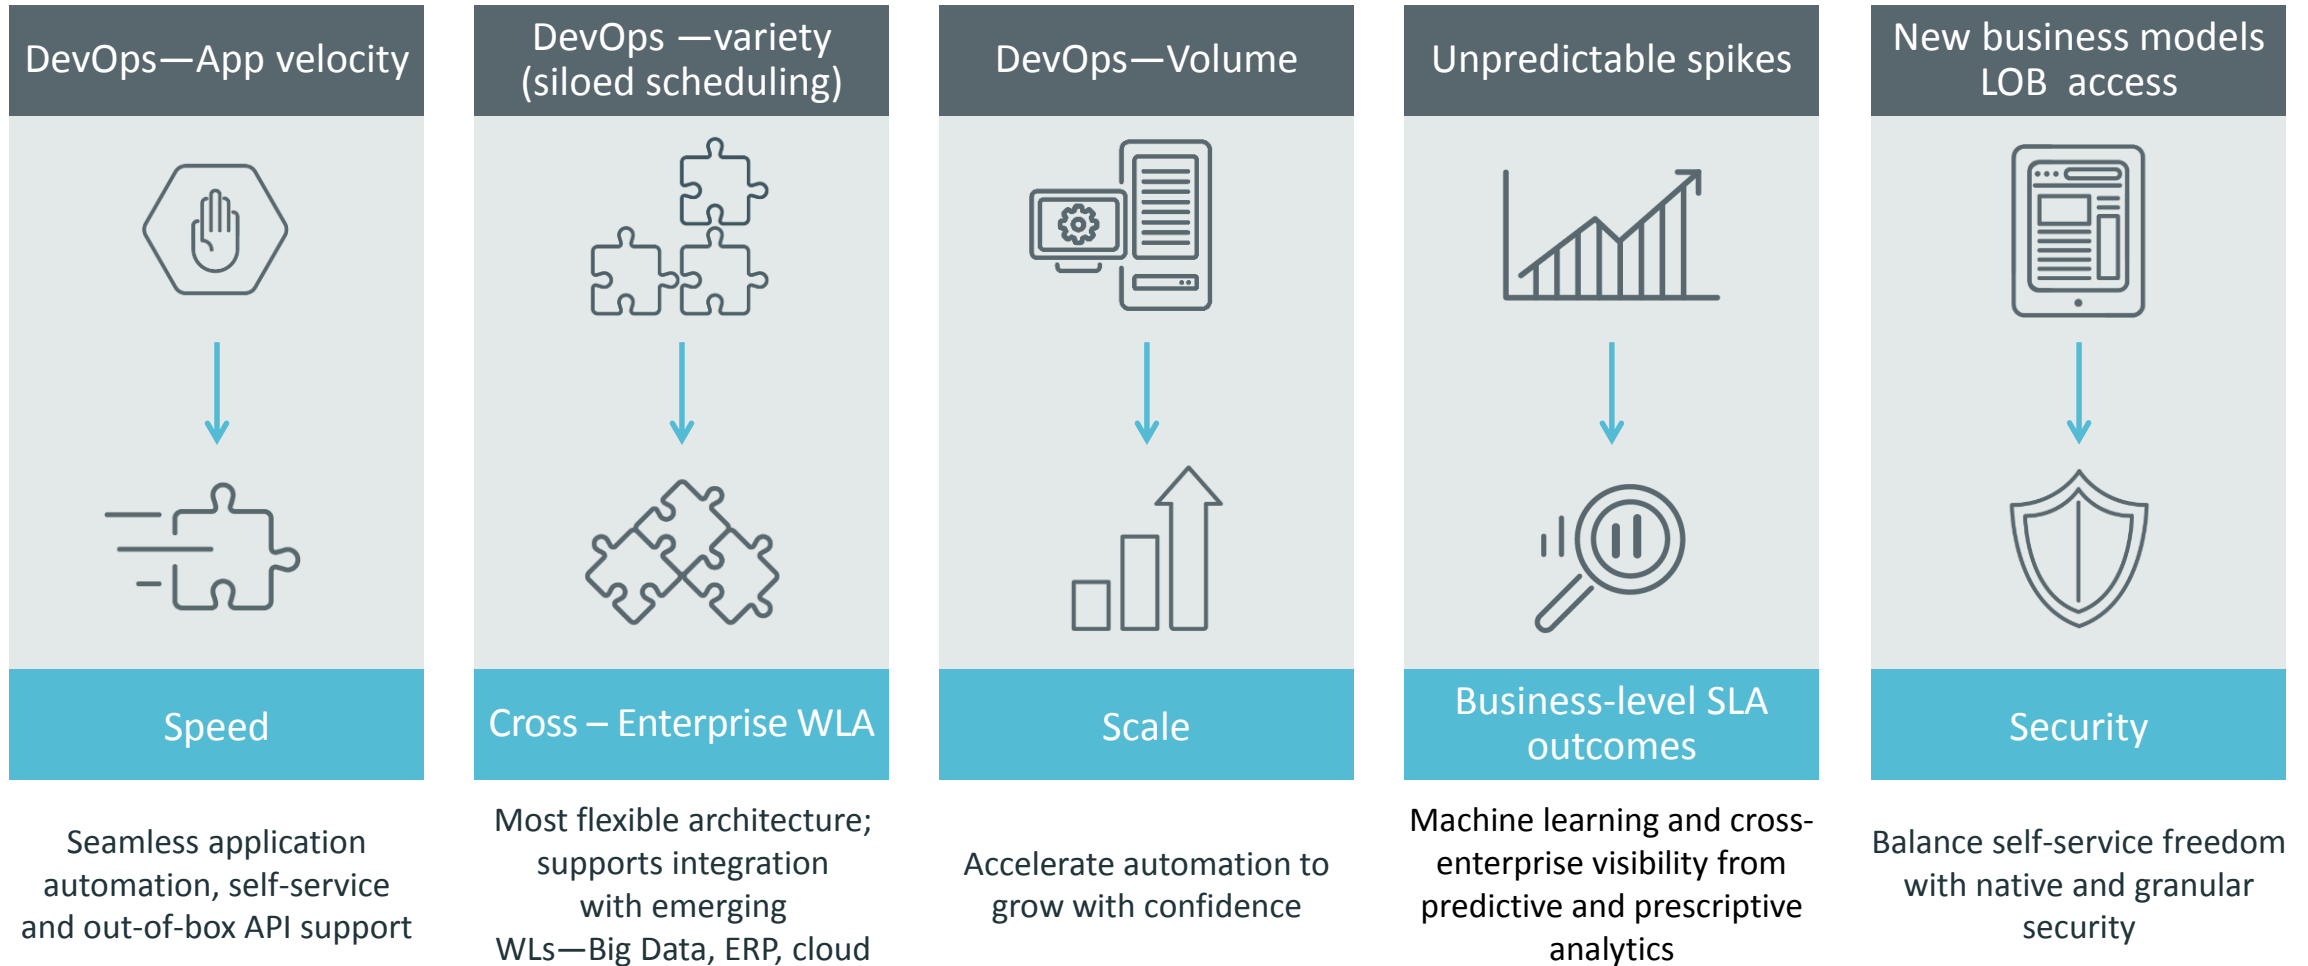 DevOps—App velocity
DevOps —variety
(siloed scheduling)
DevOps—Volume
Unpredictable spikes
New business models
LOB  access
Speed
Cross – Enterprise WLA
Scale
Business-level SLA
outcomes
Security
Seamless application
automation, self-service
and out-of-box API support
Most flexible architecture;
supports integration
with emerging
WLs—Big Data, ERP, cloud
Accelerate automation to
grow with confidence
Machine learning and cross-
enterprise visibility from
predictive and prescriptive
analytics
Balance self-service freedom
with native and granular
security